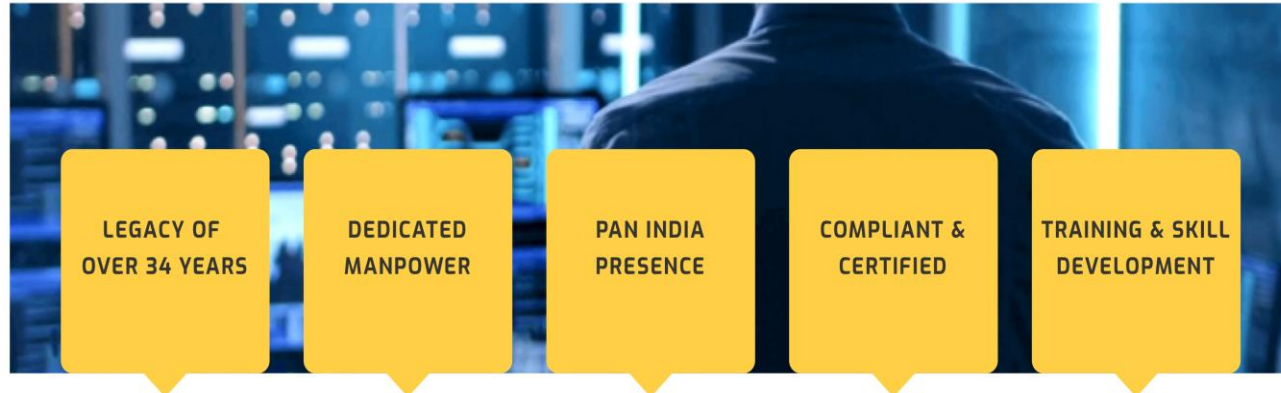 LEGACY OF
OVER 34 YEARS
DEDICATED
MANPOWER
PAN INDIA
PRESENCE
COMPLIANT &
CERTIFIED
TRAINING & SKILL
DEVELOPMENT